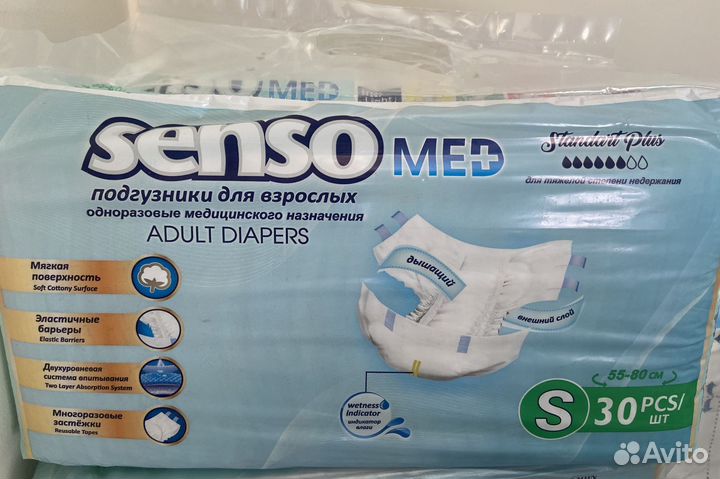 MED
senso MED
Standart Plus
для тяжелой степени недержания
подгузники для взрослых
одноразовые медицинского назначения
ADULT DIAPERS
Мягкая
поверхность
Soft Cottony Surface
Эластичные
барьеры
Elastic Barriers
Двухуровневая
система впитывания
Two Layer Absorption System
Многоразовые
застёжки
Reusable Tapes
дышащий
внешний слой
wetness
indicator
индикатор
влаги
55-80 см
S 30 PCS/
ШТ
Avito